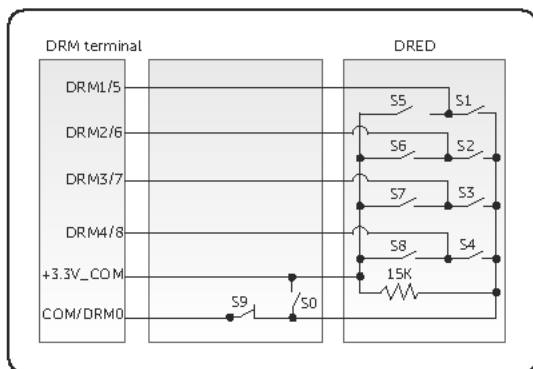 DRM terminal
DRED
DRM1/5
S5
S1
DRM2/6
S6
S2
DRM3/7
S7
S3
DRM4/8
S8
S4
+3.3V_COM
15K
S9
S0
COM/DRM0